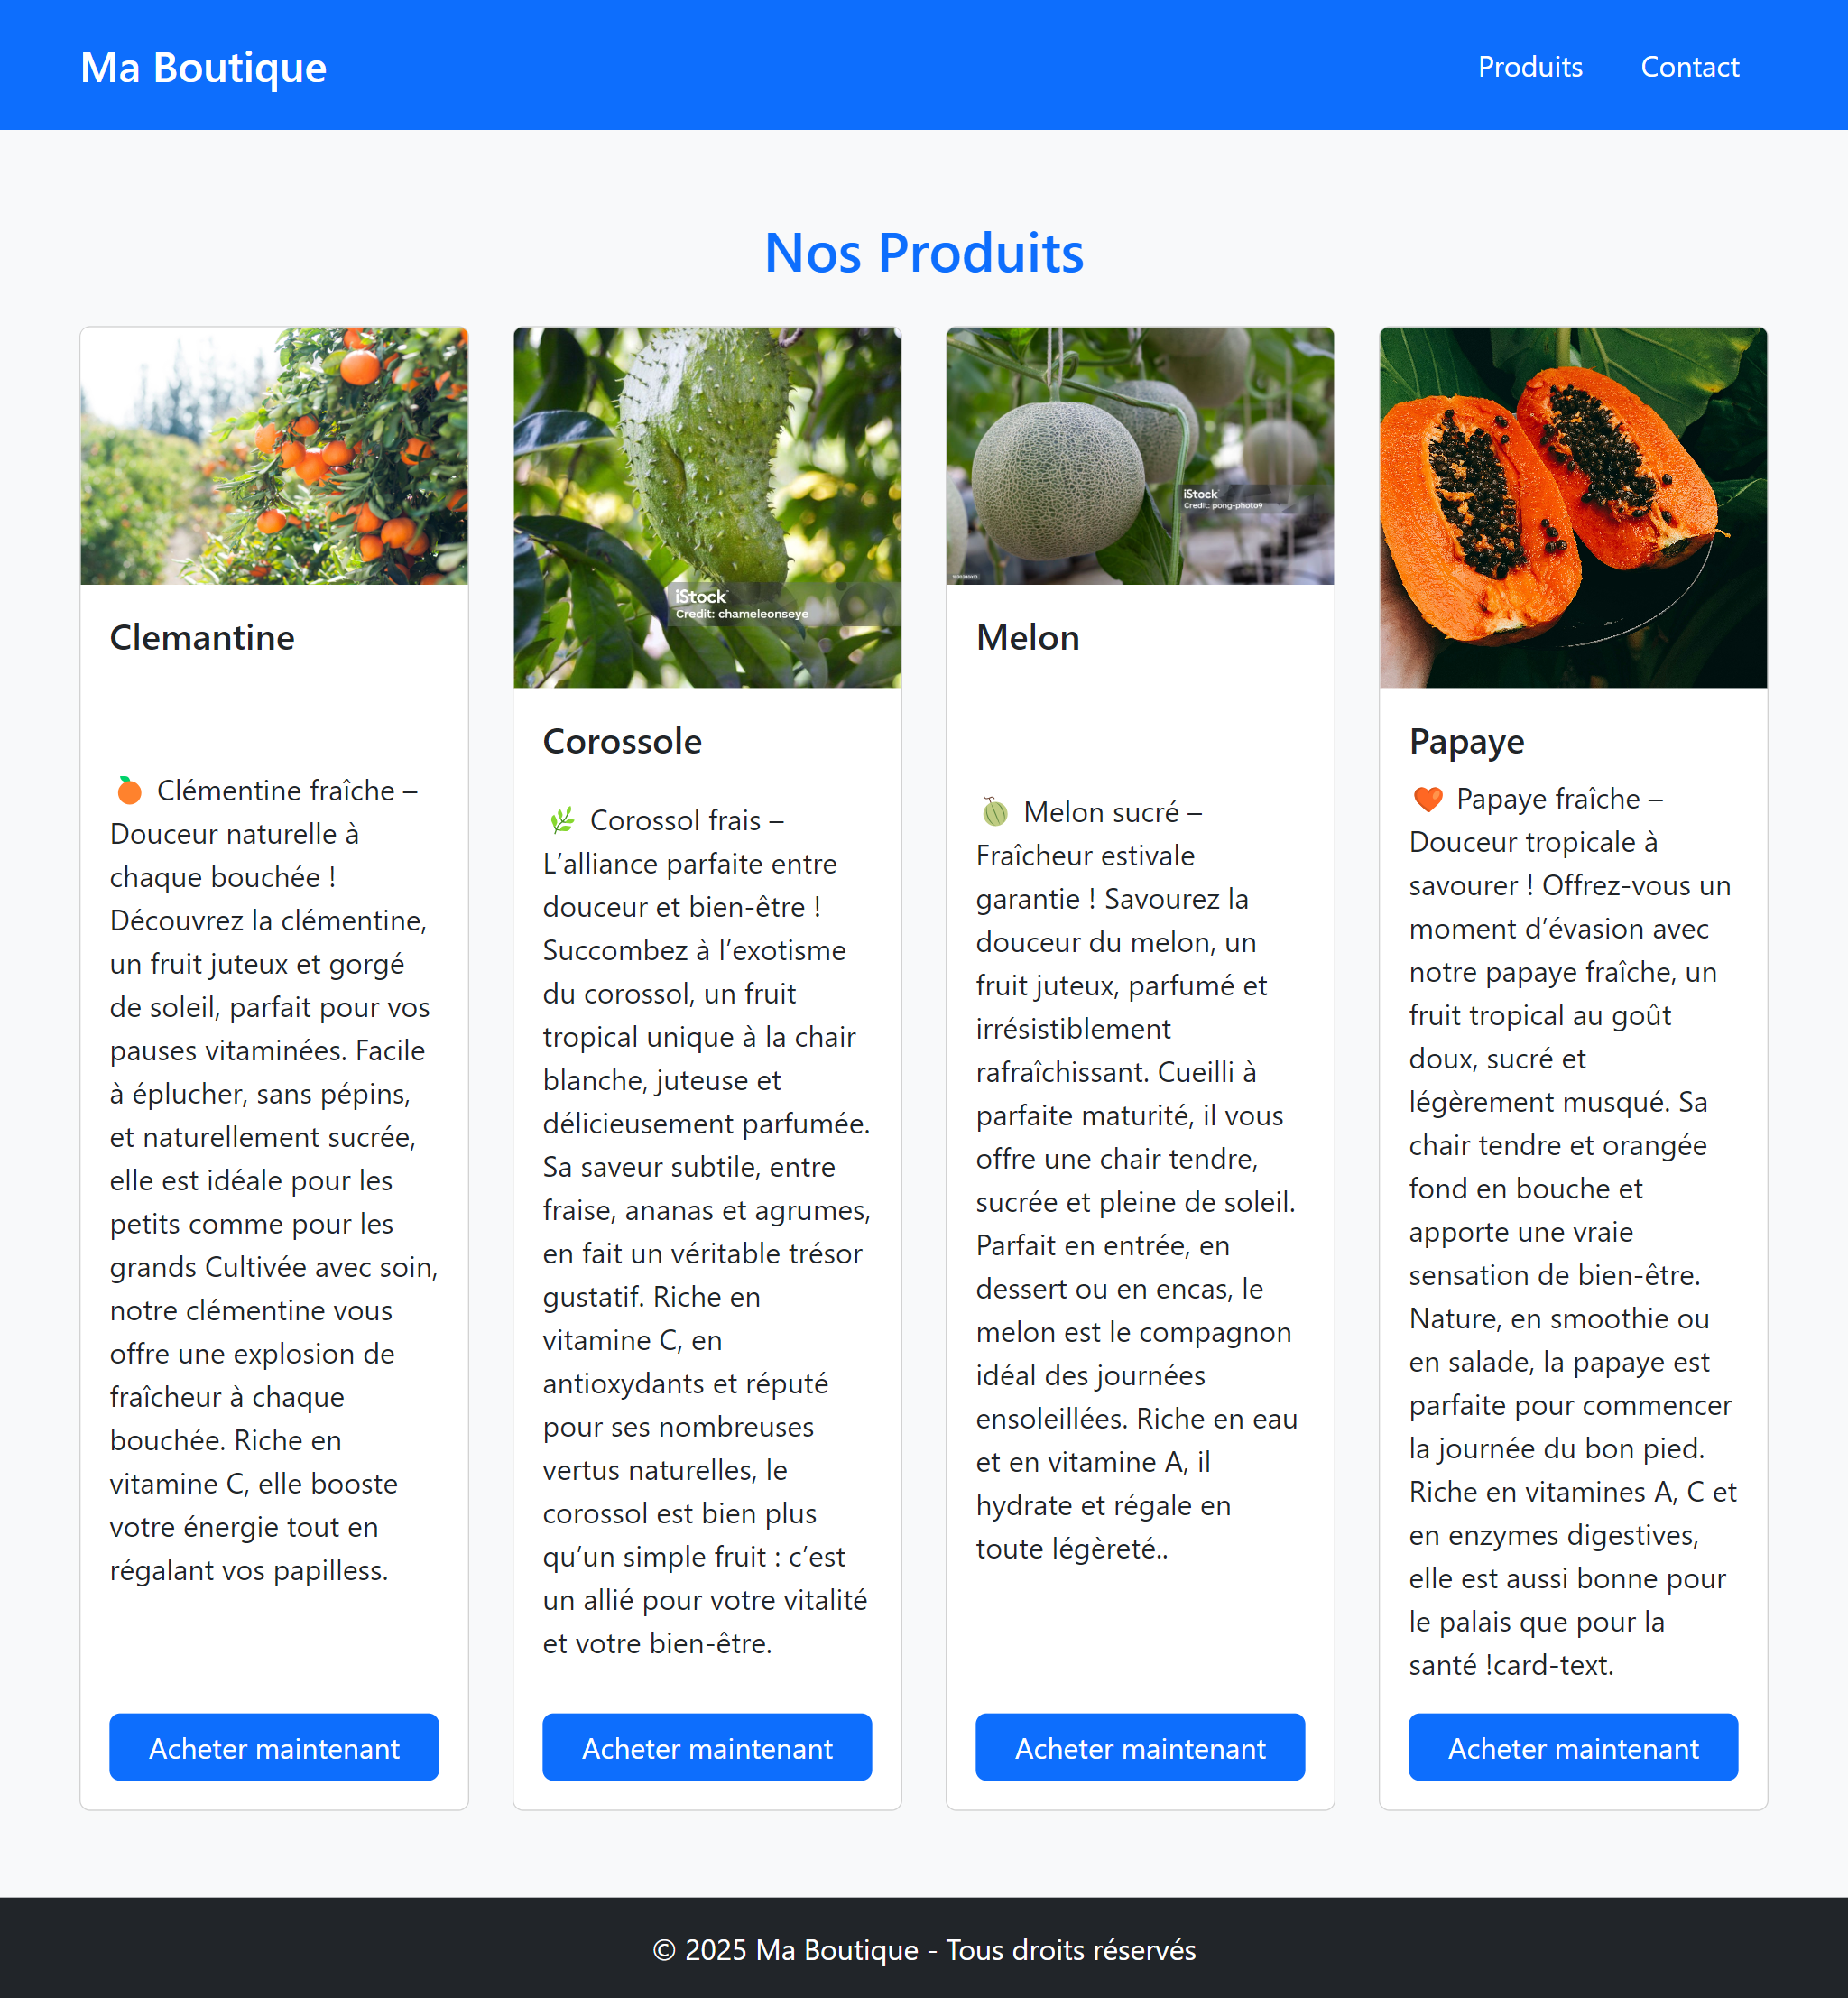 Ma Boutique
Produits
Contact
Nos Produits
iStock
Credit: chameleonseye
iStock
Credit: pong-photo9
Clemantine
🍊 Clémentine fraîche –
Douceur naturelle à
chaque bouchée !
Découvrez la clémentine,
un fruit juteux et gorgé
de soleil, parfait pour vos
pauses vitaminées. Facile
à éplucher, sans pépins,
et naturellement sucrée,
elle est idéale pour les
petits comme pour les
grands Cultivée avec soin,
notre clémentine vous
offre une explosion de
fraîcheur à chaque
bouchée. Riche en
vitamine C, elle booste
votre énergie tout en
régalant vos papilless.
Acheter maintenant
Corossole
🌿 Corossol frais –
L’alliance parfaite entre
douceur et bien-être !
Succombez à l’exotisme
du corossol, un fruit
tropical unique à la chair
blanche, juteuse et
délicieusement parfumée.
Sa saveur subtile, entre
fraise, ananas et agrumes,
en fait un véritable trésor
gustatif. Riche en
vitamine C, en
antioxydants et réputé
pour ses nombreuses
vertus naturelles, le
corossol est bien plus
qu’un simple fruit : c’est
un allié pour votre vitalité
et votre bien-être.
Acheter maintenant
Melon
🍈 Melon sucré –
Fraîcheur estivale
garantie ! Savourez la
douceur du melon, un
fruit juteux, parfumé et
irrésistiblement
rafraîchissant. Cueilli à
parfaite maturité, il vous
offre une chair tendre,
sucrée et pleine de soleil.
Parfait en entrée, en
dessert ou en encas, le
melon est le compagnon
idéal des journées
ensoleillées. Riche en eau
et en vitamine A, il
hydrate et régale en
toute légèreté..
Acheter maintenant
Papaye
🧡 Papaye fraîche –
Douceur tropicale à
savourer ! Offrez-vous un
moment d’évasion avec
notre papaye fraîche, un
fruit tropical au goût
doux, sucré et
légèrement musqué. Sa
chair tendre et orangée
fond en bouche et
apporte une vraie
sensation de bien-être.
Nature, en smoothie ou
en salade, la papaye est
parfaite pour commencer
la journée du bon pied.
Riche en vitamines A, C et
en enzymes digestives,
elle est aussi bonne pour
le palais que pour la
santé !card-text.
Acheter maintenant
© 2025 Ma Boutique - Tous droits réservés